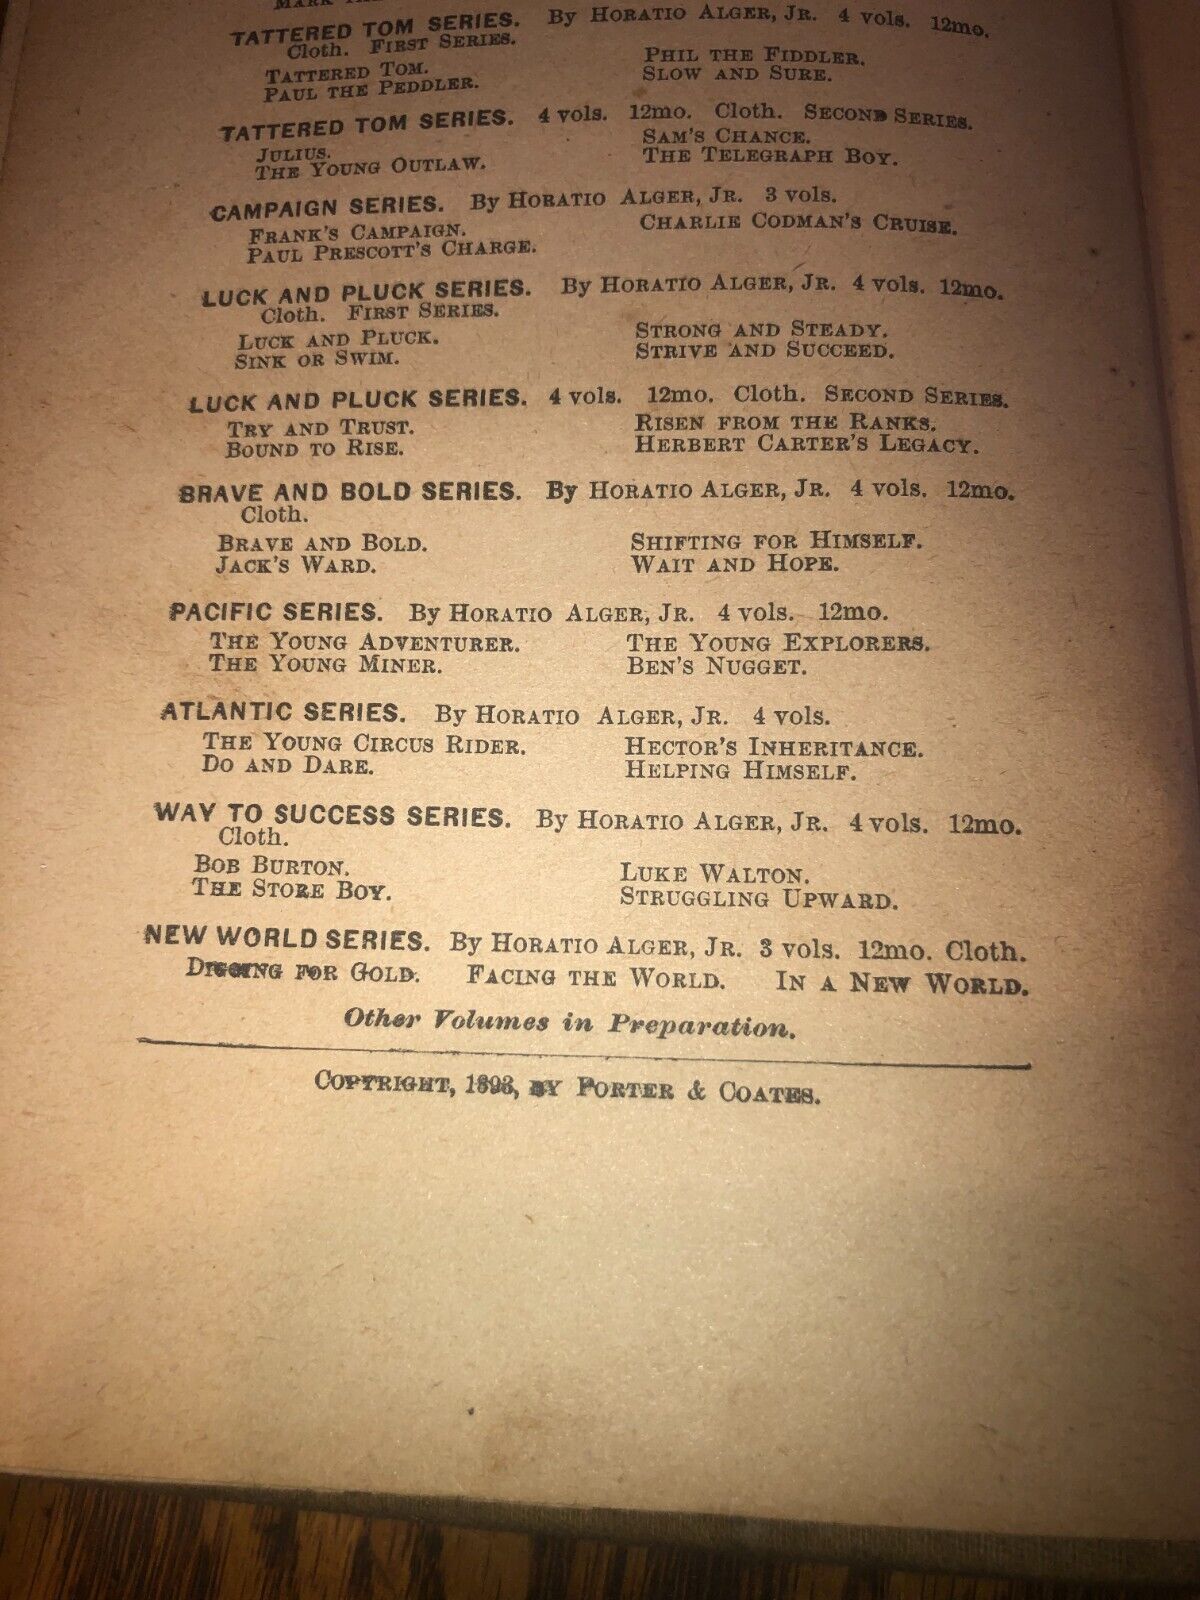 TATTERED TOM SERIES. By HORATIO ALGER, JR. 4 vols. 12mo.
Cloth. FIRST SERIES.
TATTERED TOM.
PAUL THE PEDDLER.
PHIL THE FIDDLER.
SLOW AND SURE.
TATTERED TOM SERIES. 4 vols. 12mo. Cloth. SECOND SERIES.
JULIUS.
THE YOUNG OUTLAW.
SAM'S CHANCE.
THE TELEGRAPH BOY.
CAMPAIGN SERIES. By HORATIO ALGER, JR. 3 vols.
FRANK'S CAMPAIGN.
PAUL PRESCOTT'S CHARGE.
CHARLIE CODMAN'S CRUISE.
LUCK AND PLUCK SERIES. By HORATIO ALGER, JR. 4 vols. 12mo.
Cloth. FIRST SERIES.
LUCK AND PLUCK.
SINK OR SWIM.
STRONG AND STEADY.
STRIVE AND SUCCEED.
LUCK AND PLUCK SERIES. 4 vols. 12mo. Cloth. SECOND SERIES.
TRY AND TRUST.
BOUND TO RISE.
RISEN FROM THE RANKS.
HERBERT CARTER'S LEGACY.
BRAVE AND BOLD SERIES. By HORATIO ALGER, JR. 4 vols. 12mo.
Cloth.
BRAVE AND BOLD.
JACK'S WARD.
SHIFTING FOR HIMSELF.
WAIT AND HOPE.
PACIFIC SERIES. By HORATIO ALGER, JR. 4 vols. 12mo.
THE YOUNG ADVENTURER.
THE YOUNG MINER.
THE YOUNG EXPLORERS.
BEN'S NUGGET.
ATLANTIC SERIES. By HORATIO ALGER, JR. 4 vols.
THE YOUNG CIRCUS RIDER.
DO AND DARE.
HECTOR'S INHERITANCE.
HELPING HIMSELF.
WAY TO SUCCESS SERIES. By HORATIO ALGER, JR. 4 vols. 12mo.
Cloth.
BOB BURTON.
THE STORE BOY.
LUKE WALTON.
STRUGGLING UPWARD.
NEW WORLD SERIES. By HORATIO ALGER, JR. 3 vols. 12mo. Cloth.
DIGGING FOR GOLD. FACING THE WORLD. IN A NEW WORLD.
Other Volumes in Preparation.
COPYRIGHT, 1893, BY PORTER & COATES.